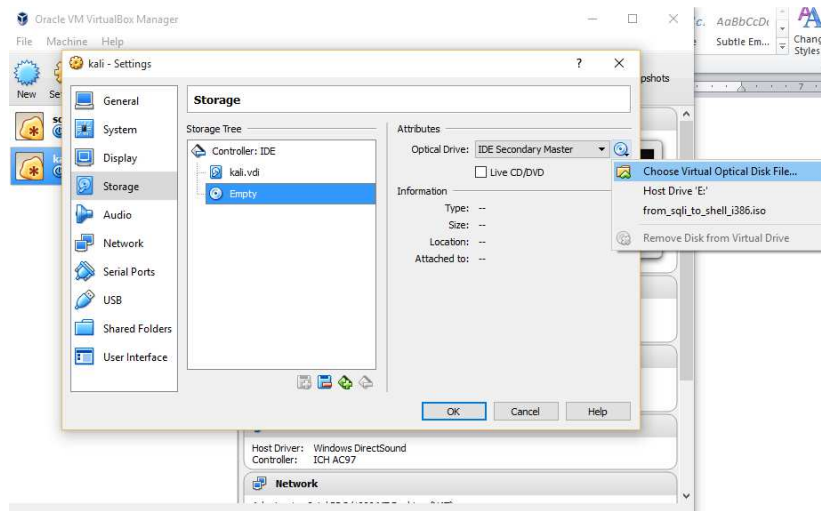 Oracle VM VirtualBox Manager
File Machine Help
New
kali - Settings
? 
General
System
Display
Storage
Audio
Network
Serial Ports
USB
Shared Folders
User Interface
Storage
Storage Tree
Controller: IDE
kali.vdi
Empty
Attributes
Optical Drive: IDE Secondary Master
Live CD/DVD
Information
Type: --
Size: --
Location: --
Attached to: --
OK Cancel Help
Choose Virtual Optical Disk File...
Host Drive 'E:'
from_sqli_to_shell_i386.iso
Remove Disk from Virtual Drive
Host Driver: Windows DirectSound
Controller: ICH AC97
Network
AaBbCcDc
Subtle Em...
Styles
7